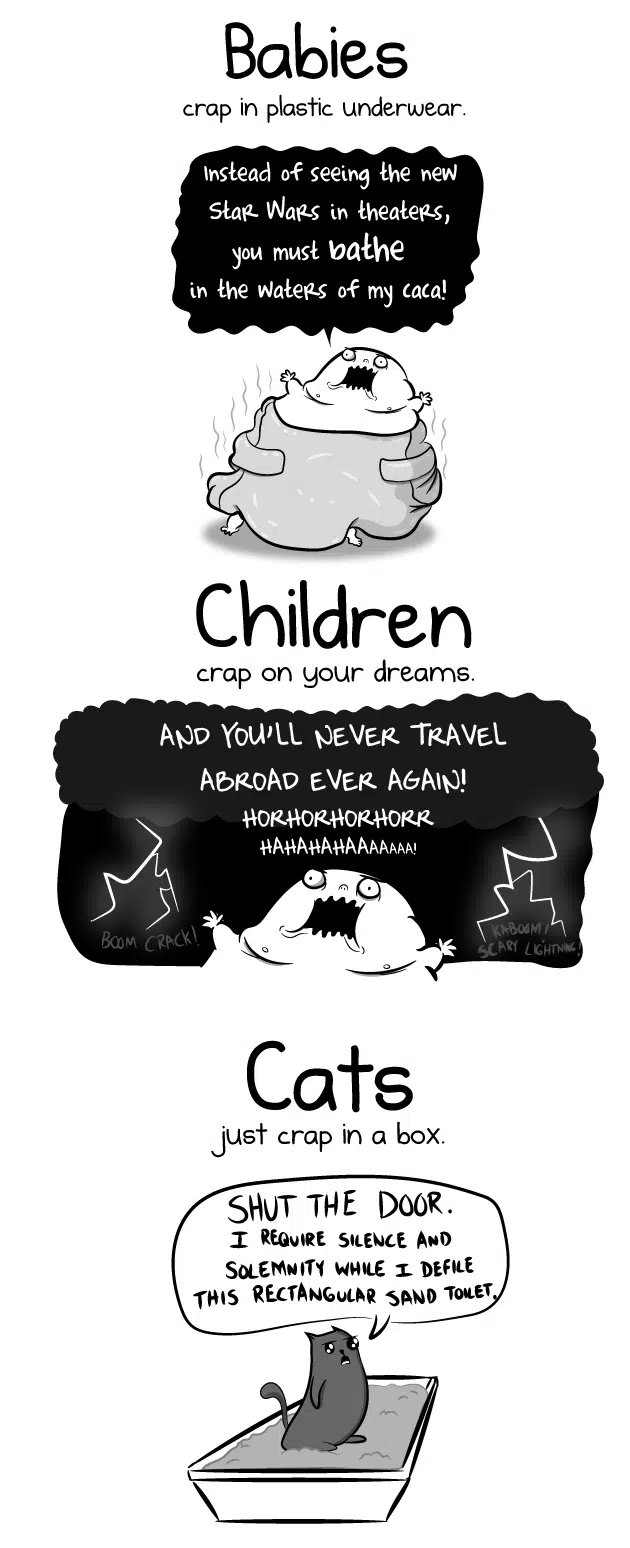 Babies
crap in plastic underwear.
Instead of seeing the new
Star Wars in theaters,
you must bathe
in the waters of my caca!
Children
crap on your dreams.
AND YOU'LL NEVER TRAVEL
ABROAD EVER AGAIN!
HORHORHORHORR
HAHAHAHAAAAAAA!
BOOM CRACK!
KABOOM!
SCARY LIGHTNING!
Cats
just crap in a box.
SHUT THE DOOR.
I REQUIRE SILENCE AND
SOLEMNITY WHILE I DEFILE
THIS RECTANGULAR SAND TOILET.